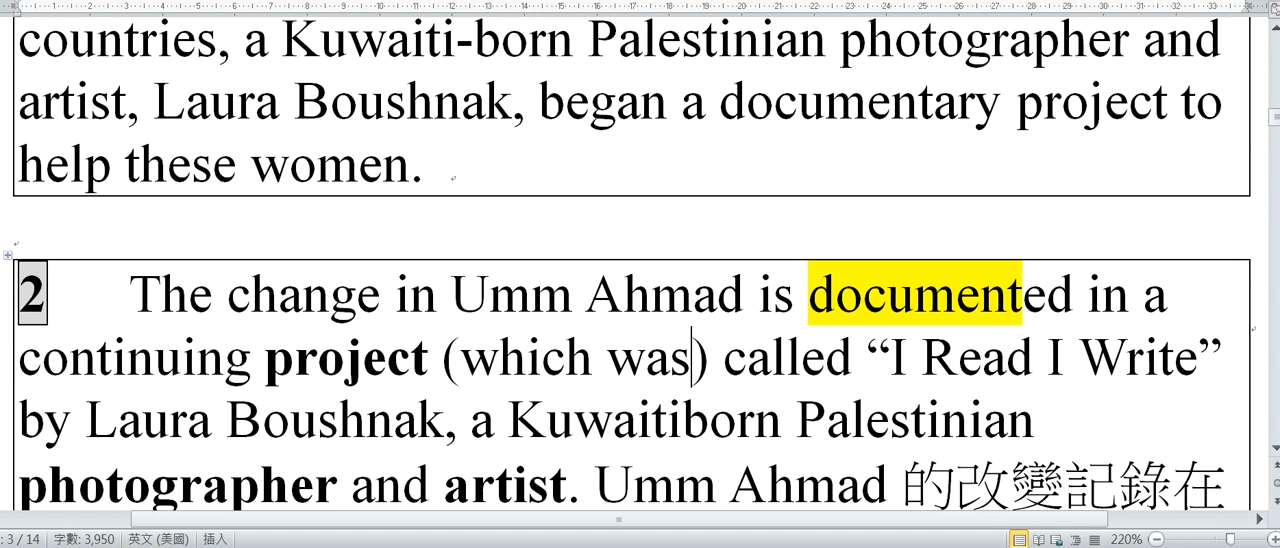 countries, a Kuwaiti-born Palestinian photographer and
artist, Laura Boushnak, began a documentary project to
help these women.
2 The change in Umm Ahmad is documented in a
continuing project (which was) called “I Read I Write”
by Laura Boushnak, a Kuwaitiborn Palestinian
photographer and artist. Umm Ahmad 的改變記錄在
: 3 / 14 字數: 3,950 英文 (美國) 插入 220%